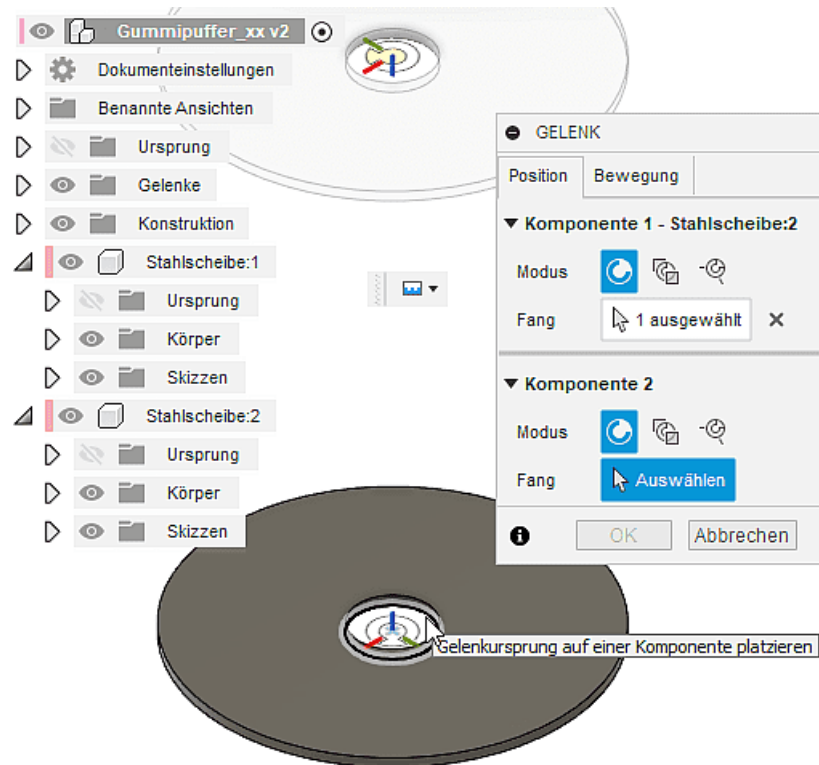 Gummipuffer_xx v2
Dokumenteinstellungen
Benannte Ansichten
Ursprung
Gelenke
Konstruktion
Stahlscheibe:1
Ursprung
Körper
Skizzen
Stahlscheibe:2
Ursprung
Körper
Skizzen
GELENK
Position Bewegung
Komponente 1 - Stahlscheibe:2
Modus
Fang 1 ausgewählt
Komponente 2
Modus
Fang Auswählen
OK Abbrechen
Gelenkursprung auf einer Komponente platzieren